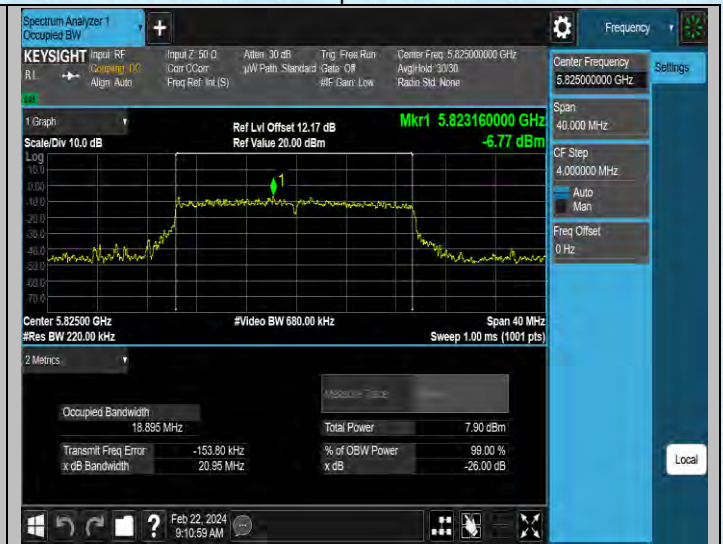 Spectrum Analyzer 1
Occupied BW
+
Frequency
KEYSIGHT Input: RF
R L
Coupling: DC
Align: Auto
Input Z: 50 Ω
Corr CCorr
Freq Ref: Int (S)
Atten: 30 dB
µW Path: Standard
Trig: Free Run
Gate: Off
#IF Gain: Low
Center Freq: 5.825000000 GHz
Avg|Hold: 30/30
Radio Std: None
1 Graph
Scale/Div 10.0 dB
Ref Lvl Offset 12.17 dB
Ref Value 20.00 dBm
Mkr1 5.823160000 GHz
-6.77 dBm
Log
10.0
0.00
-10.0
-20.0
-30.0
-40.0
-50.0
-60.0
-70.0
1
Center 5.82500 GHz
#Res BW 220.00 kHz
#Video BW 680.00 kHz
Span 40 MHz
Sweep 1.00 ms (1001 pts)
2 Metrics
Measure Trace
Occupied Bandwidth
18.895 MHz
Total Power 7.90 dBm
Transmit Freq Error -153.80 kHz
% of OBW Power 99.00 %
x dB Bandwidth 20.95 MHz
x dB -26.00 dB
Center Frequency
5.825000000 GHz
Settings
Span
40.000 MHz
CF Step
4.000000 MHz
Auto
Man
Freq Offset
0 Hz
Local
?
Feb 22, 2024
9:10:59 AM